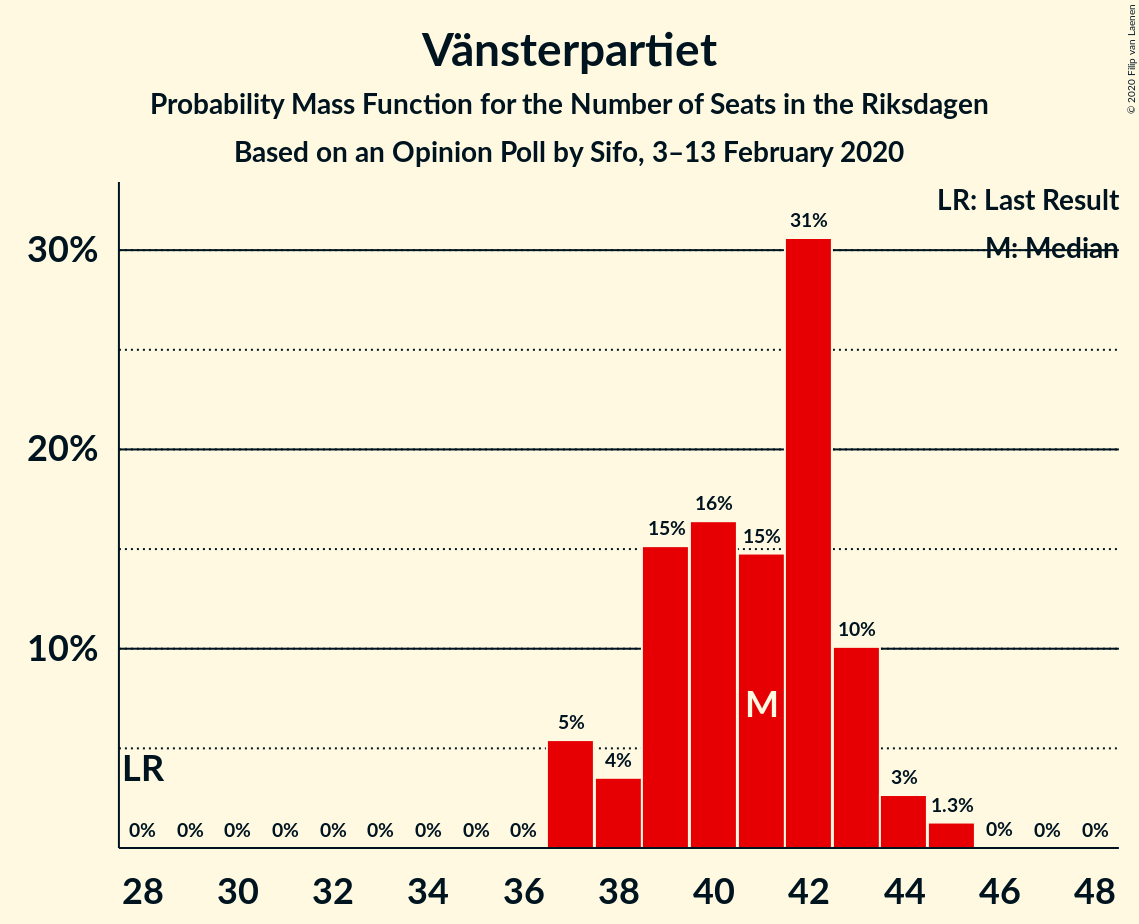 © 2020 Filip van Laenen
Vänsterpartiet
Probability Mass Function for the Number of Seats in the Riksdagen
Based on an Opinion Poll by Sifo, 3–13 February 2020
LR: Last Result
M: Median
30%
20%
10%
31%
16%
15%
15%
10%
5%
4%
3%
1.3%
M
LR
0% 0% 0% 0% 0% 0% 0% 0% 0% 0% 0% 0%
28 30 32 34 36 38 40 42 44 46 48